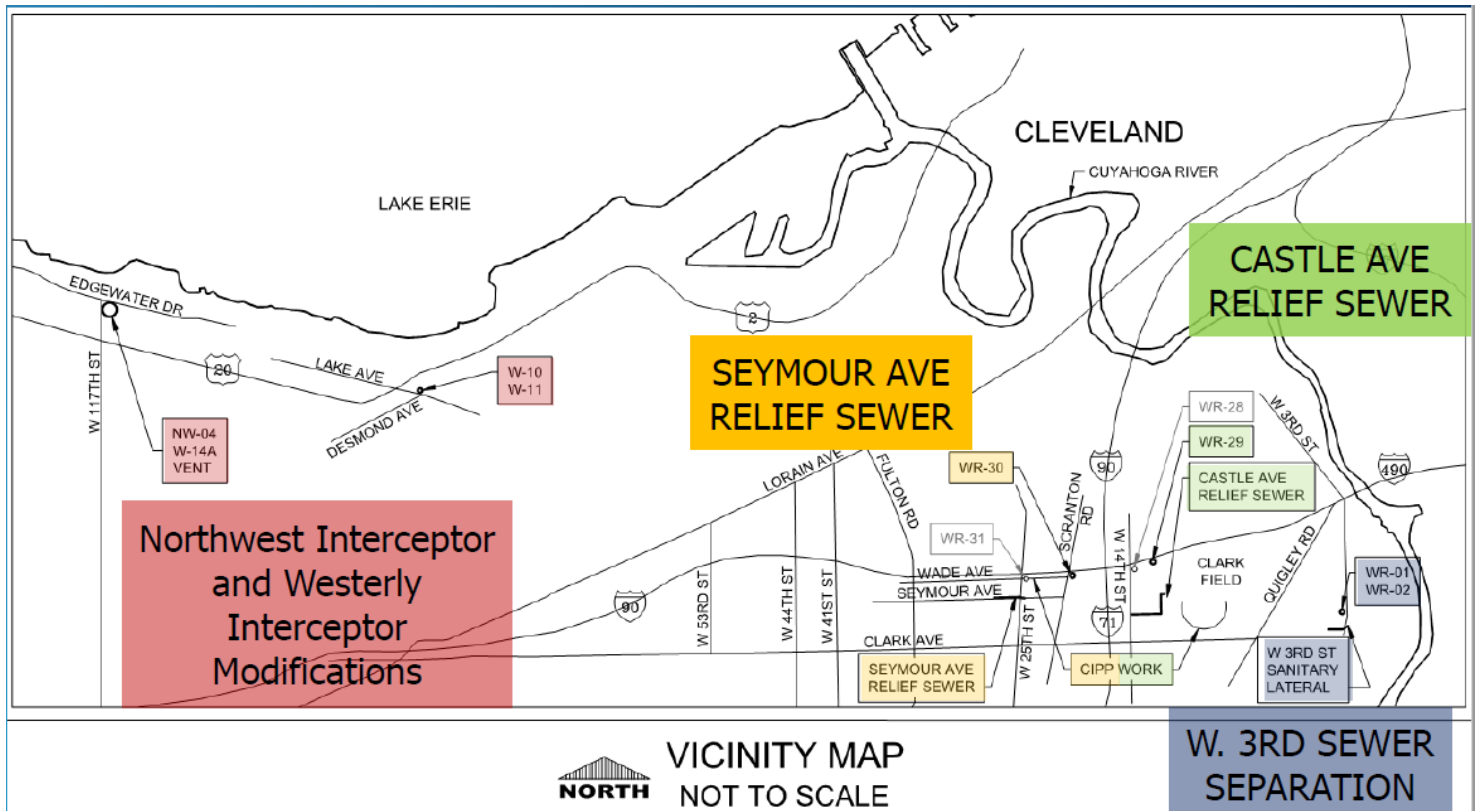 CLEVELAND
CUYAHOGA RIVER
LAKE ERIE
CASTLE AVE
RELIEF SEWER
EDGEWATER DR
2
SEYMOUR AVE
RELIEF SEWER
20
LAKE AVE
W-10
W-11
W 117TH ST
DESMOND AVE
NW-04
W-14A
VENT
WR-28
W 3RD ST
WR-29
LORAIN AVE
FULTON RD
WR-30
90
490
CASTLE AVE
RELIEF SEWER
SCRANTON
RD
Northwest Interceptor
and Westerly
Interceptor
Modifications
WR-31
W 14TH ST
CLARK
FIELD
QUIGLEY RD
WADE AVE
SEYMOUR AVE
WR-01
WR-02
90
W 53RD ST
W 44TH ST
W 41ST ST
W 25TH ST
71
CLARK AVE
SEYMOUR AVE
RELIEF SEWER
CIPP WORK
W 3RD ST
SANITARY
LATERAL
W. 3RD SEWER
SEPARATION
NORTH
VICINITY MAP
NOT TO SCALE